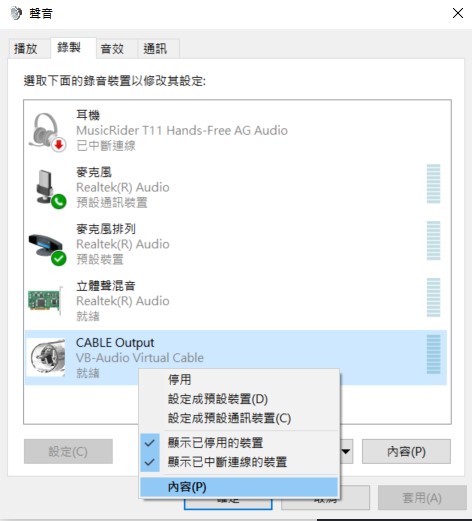 聲音
播放 錄製 音效 通訊
選取下面的錄音裝置以修改其設定:
耳機
MusicRider T11 Hands-Free AG Audio
已中斷連線
麥克風
Realtek(R) Audio
預設通訊裝置
麥克風排列
Realtek(R) Audio
預設裝置
立體聲混音
Realtek(R) Audio
就緒
CABLE Output
VB-Audio Virtual Cable
就緒
停用
設定成預設裝置(D)
設定成預設通訊裝置(C)
顯示已停用的裝置
顯示已中斷連線的裝置
內容(P)
設定(C) 內容(P)
套用(A)